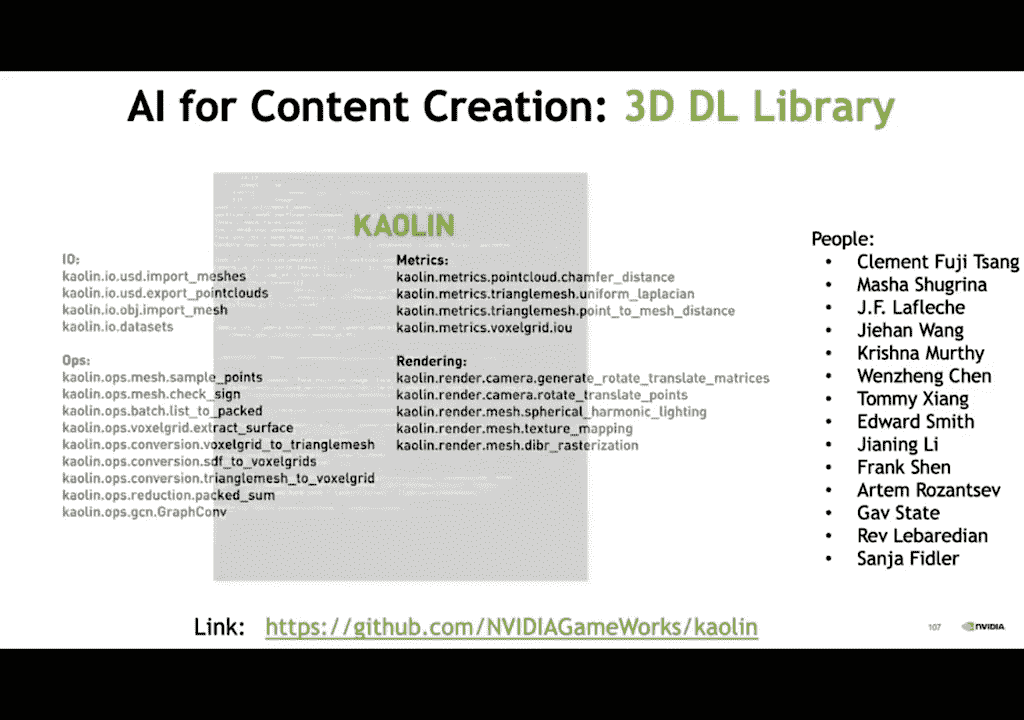 AI for Content Creation: 3D DL Library
KAOLIN
IO:
kaolin.io.usd.import_meshes
kaolin.io.usd.export_pointclouds
kaolin.io.obj.import_mesh
kaolin.io.datasets
Ops:
kaolin.ops.mesh.sample_points
kaolin.ops.mesh.check_sign
kaolin.ops.batch.list_to_packed
kaolin.ops.voxelgrid.extract_surface
kaolin.ops.conversion.voxelgrid_to_trianglemesh
kaolin.ops.conversion.sdf_to_voxelgrids
kaolin.ops.conversion.trianglemesh_to_voxelgrid
kaolin.ops.reduction.packed_sum
kaolin.ops.gcn.GraphConv
Metrics:
kaolin.metrics.pointcloud.chamfer_distance
kaolin.metrics.trianglemesh.uniform_laplacian
kaolin.metrics.trianglemesh.point_to_mesh_distance
kaolin.metrics.voxelgrid.iou
Rendering:
kaolin.render.camera.generate_rotate_translate_matrices
kaolin.render.camera.rotate_translate_points
kaolin.render.mesh.spherical_harmonic_lighting
kaolin.render.mesh.texture_mapping
kaolin.render.mesh.dibr_rasterization
People:
• Clement Fuji Tsang
• Masha Shugrina
• J.F. Lafleche
• Jiehan Wang
• Krishna Murthy
• Wenzheng Chen
• Tommy Xiang
• Edward Smith
• Jianing Li
• Frank Shen
• Artem Rozantsev
• Gav State
• Rev Lebaredian
• Sanja Fidler
Link: https://github.com/NVIDIAGameWorks/kaolin
107 NVIDIA.